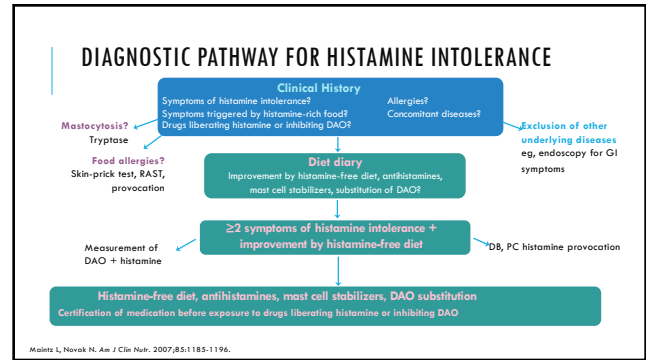 DIAGNOSTIC PATHWAY FOR HISTAMINE INTOLERANCE
Clinical History
Symptoms of histamine intolerance?
Symptoms triggered by histamine-rich food?
Drugs liberating histamine or inhibiting DAO?
Allergies?
Concomitant diseases?
Mastocytosis?
Tryptase
Food allergies?
Skin-prick test, RAST,
provocation
Exclusion of other
underlying diseases
eg, endoscopy for GI
symptoms
Diet diary
Improvement by histamine-free diet, antihistamines,
mast cell stabilizers, substitution of DAO?
≥2 symptoms of histamine intolerance +
improvement by histamine-free diet
Measurement of
DAO + histamine
DB, PC histamine provocation
Histamine-free diet, antihistamines, mast cell stabilizers, DAO substitution
Certification of medication before exposure to drugs liberating histamine or inhibiting DAO
Maintz L, Novak N. Am J Clin Nutr. 2007;85:1185-1196.